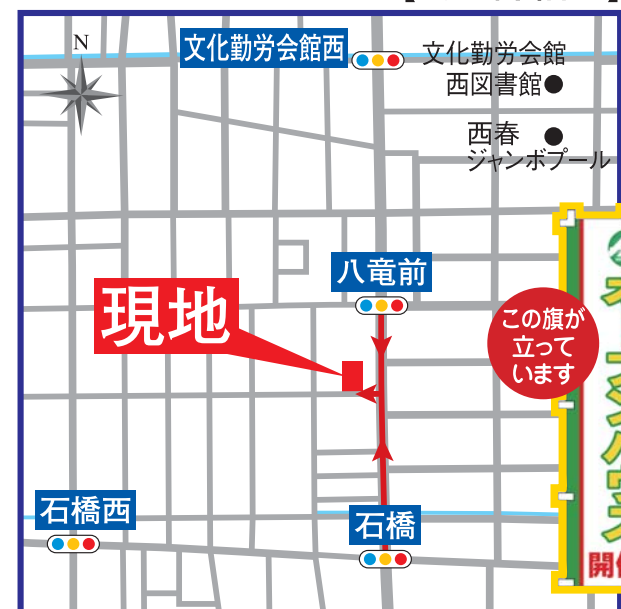 N
文化勤労会館西
文化勤労会館
西図書館
西春
ジャンボプール
八竜前
現地
この旗が
立って
います
石橋西
石橋